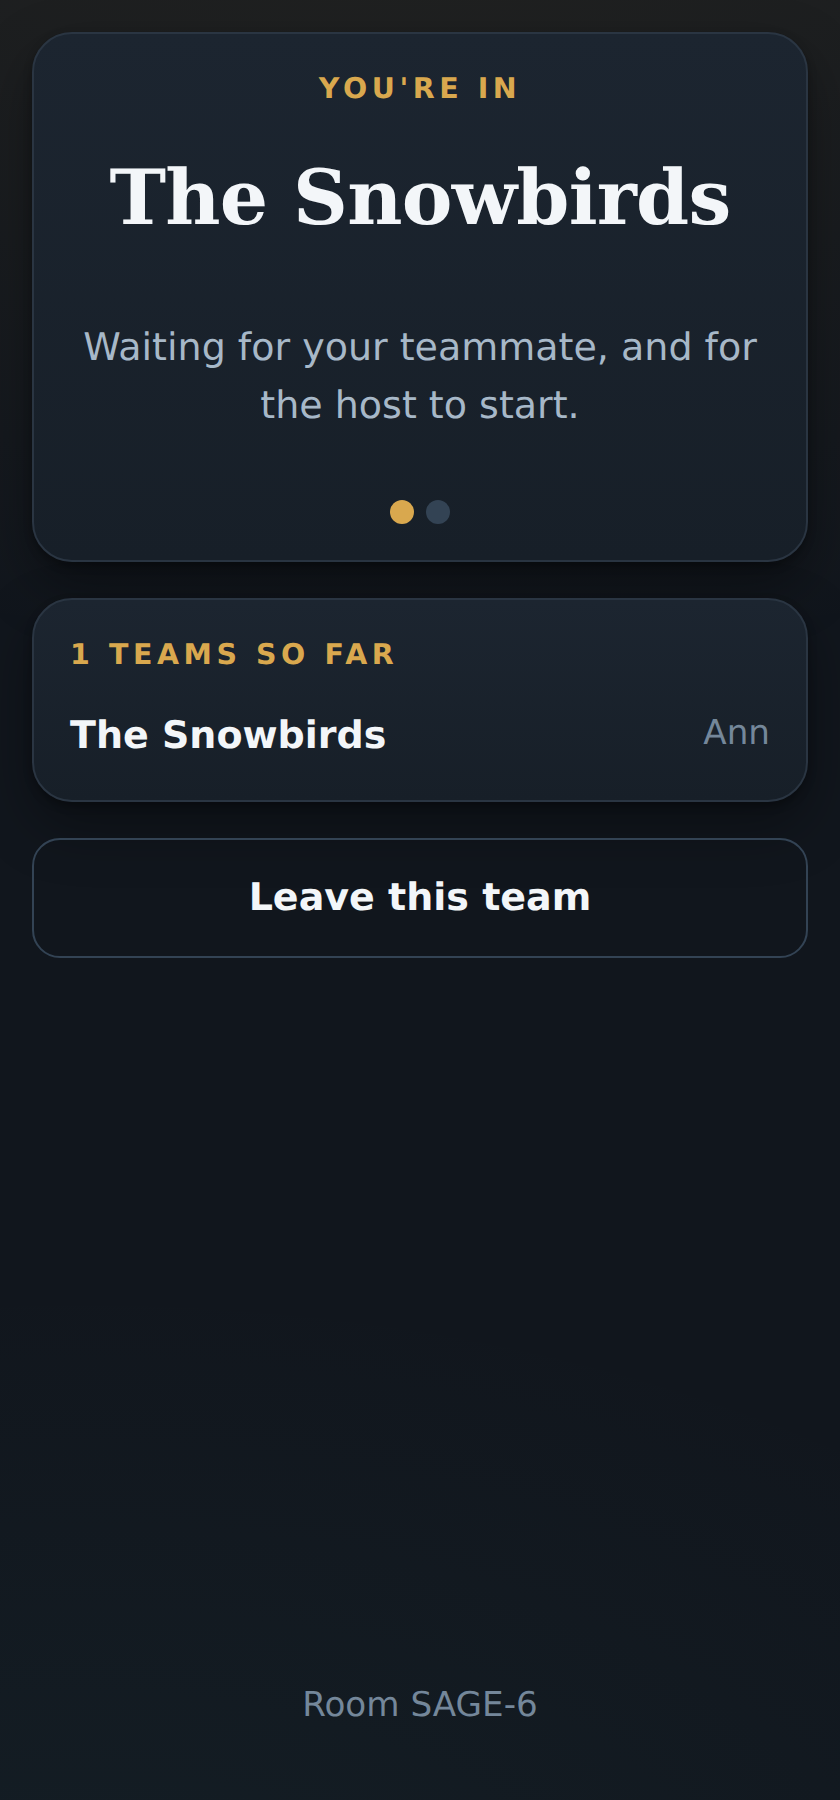 YOU'RE IN
The Snowbirds
Waiting for your teammate, and for
the host to start.
1 TEAMS SO FAR
The Snowbirds Ann
Leave this team
Room SAGE-6